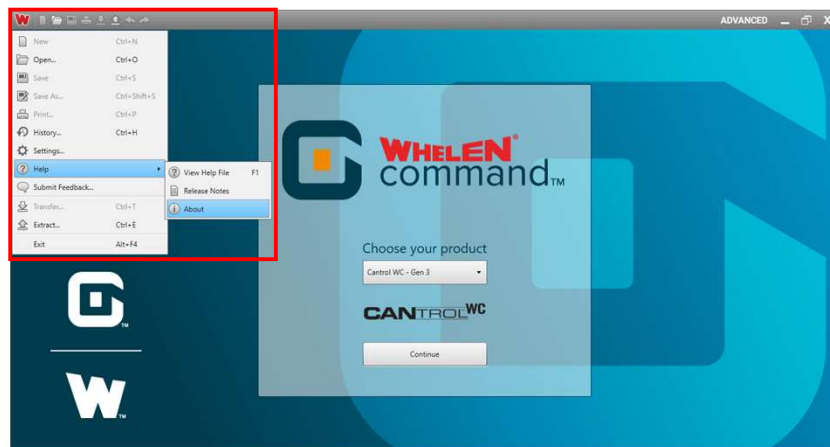 W
ADVANCED
X
New Ctrl+N
Open... Ctrl+O
Save Ctrl+S
Save As... Ctrl+Shift+S
Print... Ctrl+P
History... Ctrl+H
Settings...
Help
View Help File F1
Submit Feedback...
Release Notes
Transfer... Ctrl+T
About
Extract... Ctrl+E
Exit Alt+F4
WHELEN®
command™
Choose your product
Cantrol WC - Gen 3
CANTROL WC
Continue
TM
W
TM